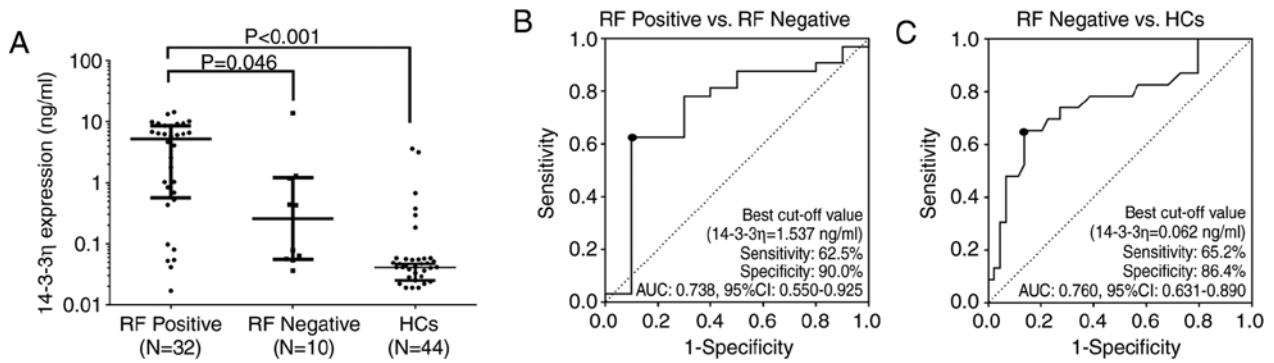 A
14-3-3η expression (ng/ml)
100
10
1
0.1
0.01
P<0.001
P=0.046
RF Positive
(N=32)
RF Negative
(N=10)
HCs
(N=44)
B
RF Positive vs. RF Negative
Sensitivity
1.0
0.8
0.6
0.4
0.2
0.0
Best cut-off value
(14-3-3η=1.537 ng/ml)
Sensitivity: 62.5%
Specificity: 90.0%
AUC: 0.738, 95%CI: 0.550-0.925
0.0 0.2 0.4 0.6 0.8 1.0
1-Specificity
C
RF Negative vs. HCs
Sensitivity
1.0
0.8
0.6
0.4
0.2
0.0
Best cut-off value
(14-3-3η=0.062 ng/ml)
Sensitivity: 65.2%
Specificity: 86.4%
AUC: 0.760, 95%CI: 0.631-0.890
0.0 0.2 0.4 0.6 0.8 1.0
1-Specificity